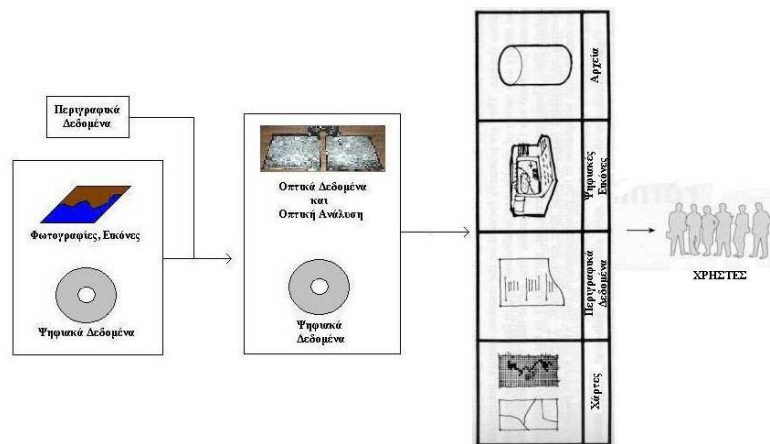 Περιγραφικά
Δεδομένα
Φωτογραφίες, Εικόνες
Ψηφιακά Δεδομένα
Οπτικά Δεδομένα
και
Οπτική Ανάλυση
Ψηφιακά
Δεδομένα
Αρχεία
Ψηφιακές
Εικόνες
Περιγραφικά
Δεδομένα
Χάρτες
ΧΡΗΣΤΕΣ